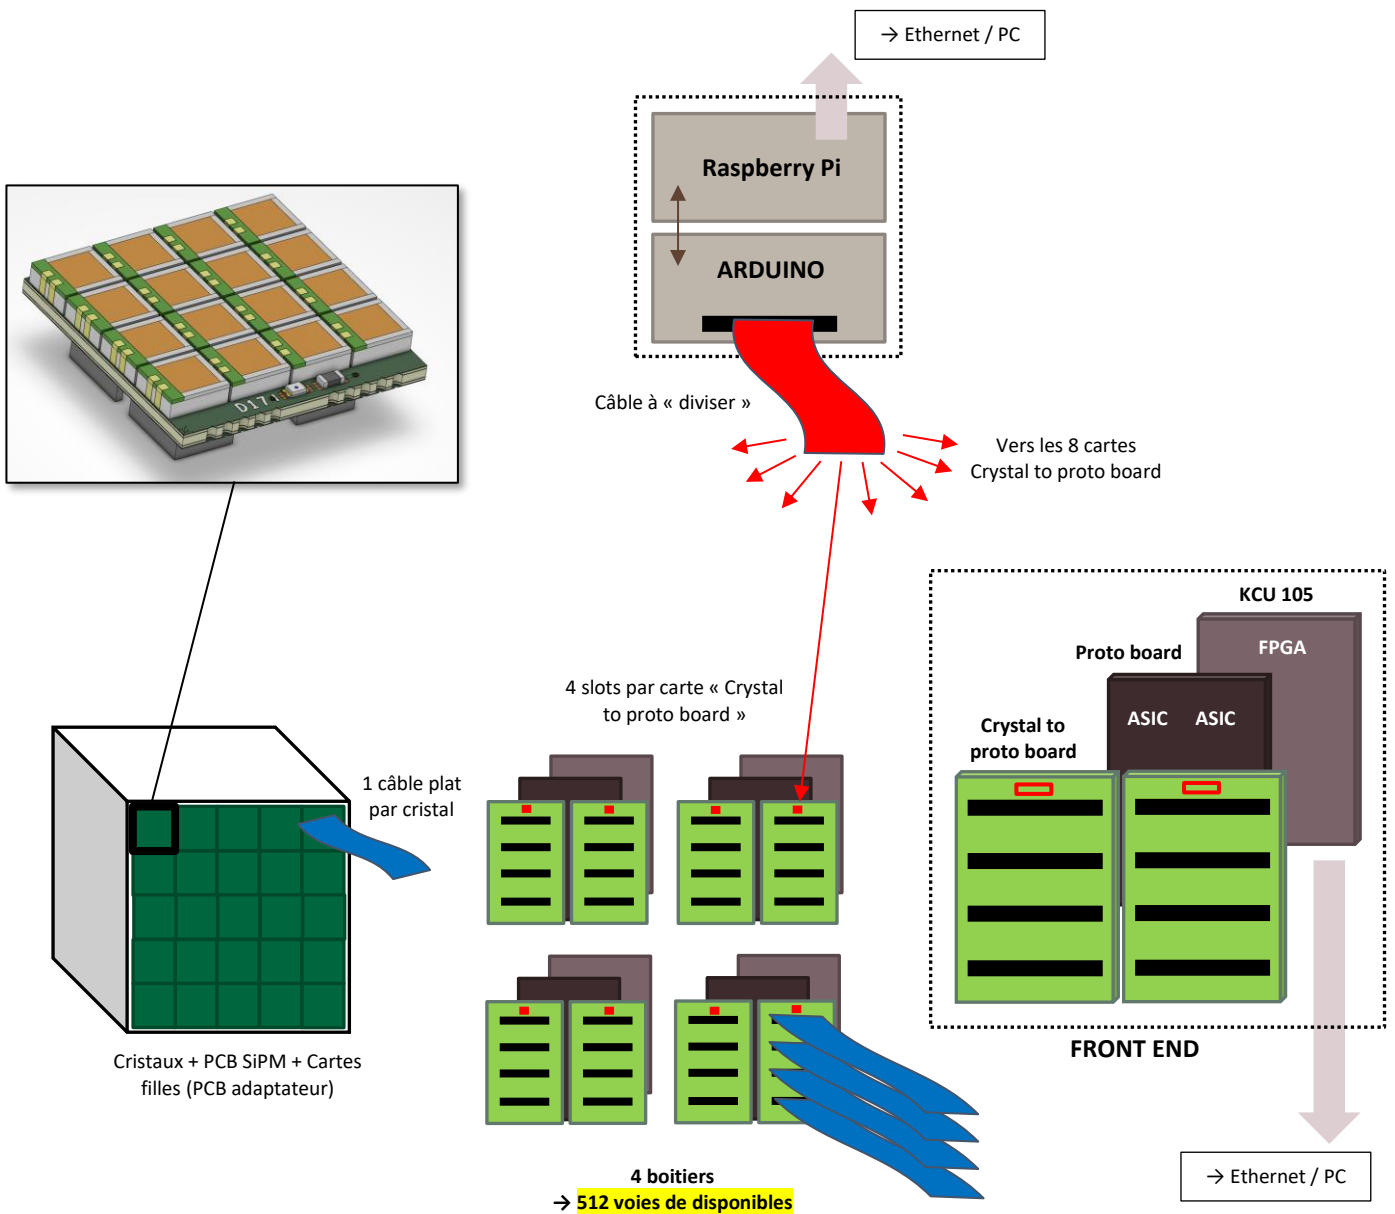 → Ethernet / PC
Raspberry Pi
ARDUINO
D17
Câble à « diviser »
Vers les 8 cartes
Crystal to proto board
KCU 105
FPGA
Proto board
ASIC ASIC
4 slots par carte « Crystal
to proto board »
Crystal to
proto board
1 câble plat
par cristal
FRONT END
Cristaux + PCB SiPM + Cartes
filles (PCB adaptateur)
4 boitiers
→ 512 voies de disponibles
→ Ethernet / PC